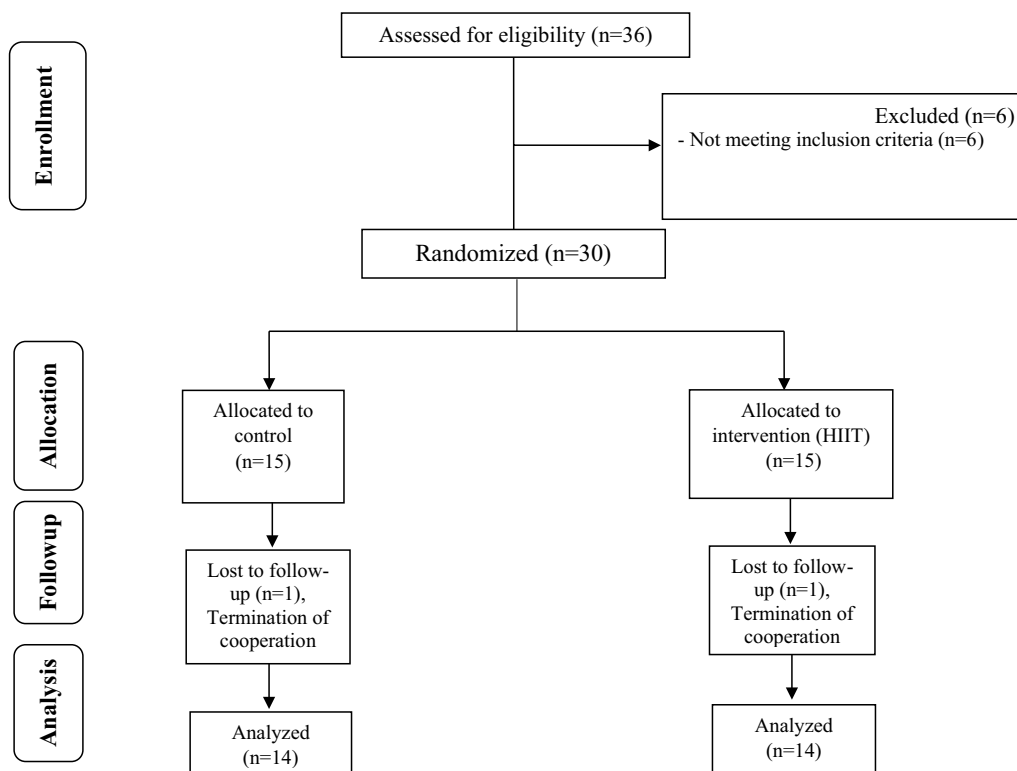 Enrollment
Assessed for eligibility (n=36)
Excluded (n=6)
- Not meeting inclusion criteria (n=6)
Randomized (n=30)
Allocation
Allocated to
control
(n=15)
Allocated to
intervention (HIIT)
(n=15)
Followup
Lost to follow-
up (n=1),
Termination of
cooperation
Lost to follow-
up (n=1),
Termination of
cooperation
Analysis
Analyzed
(n=14)
Analyzed
(n=14)